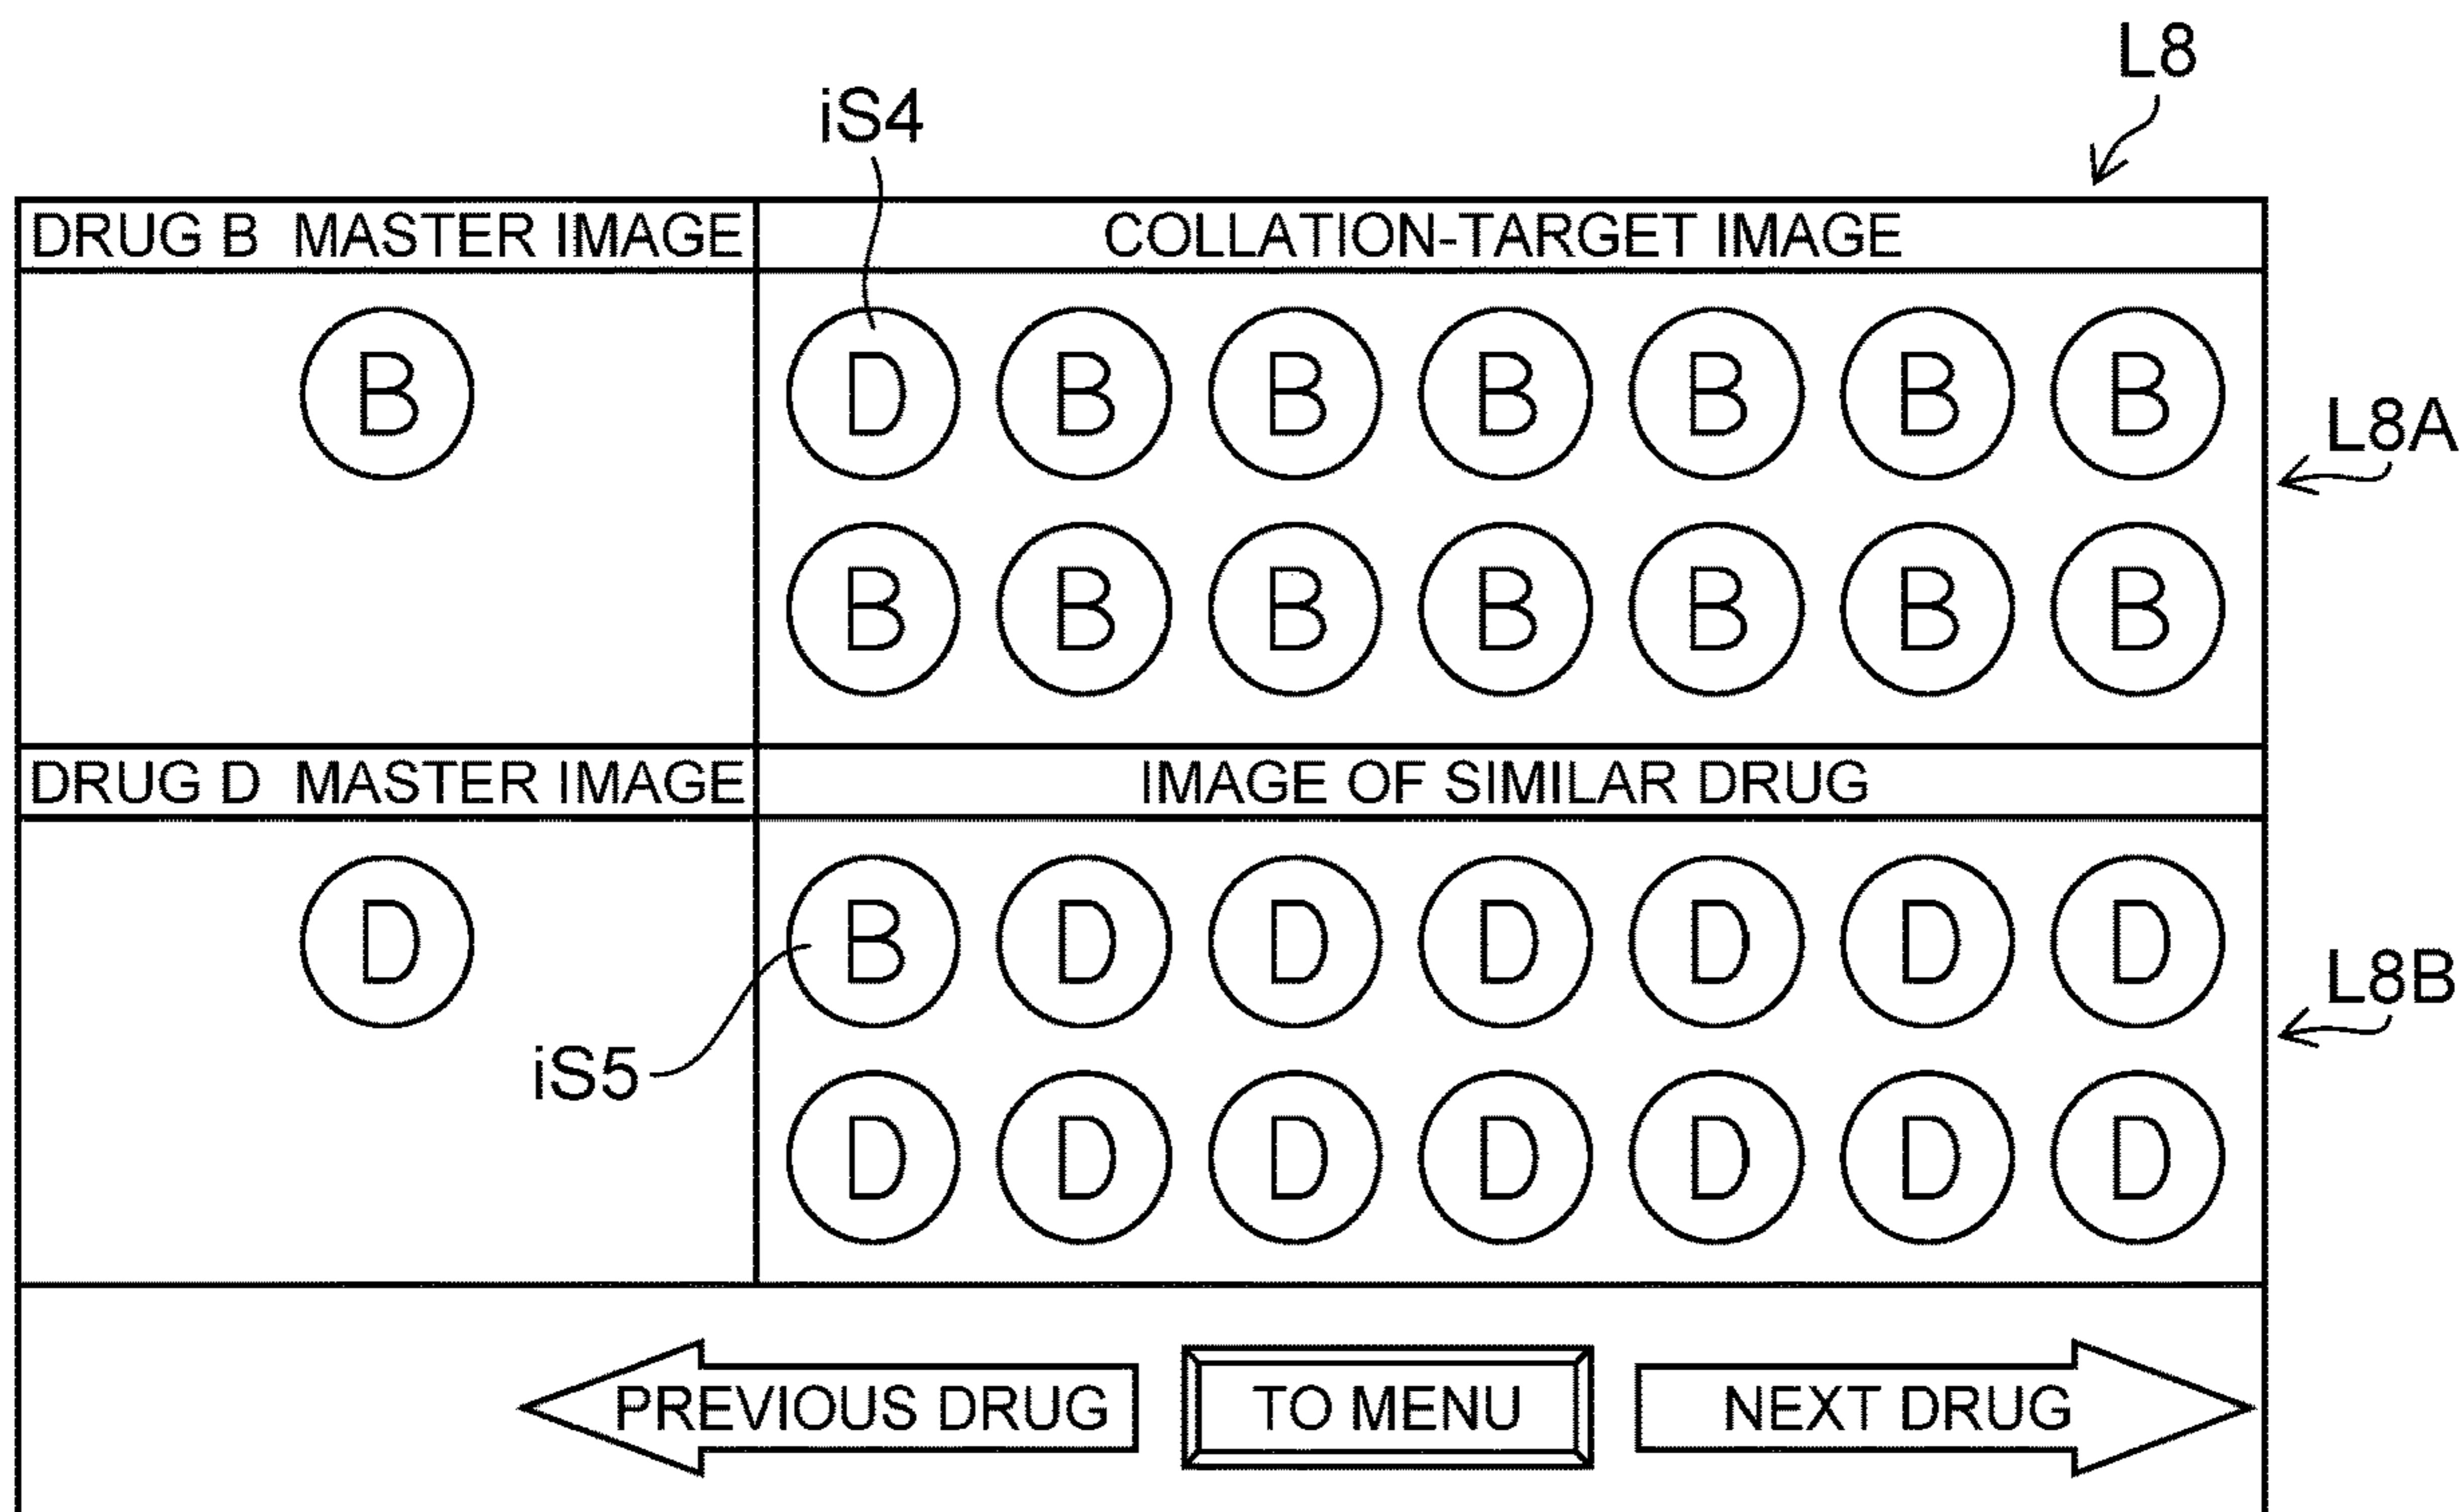 L8
iS4
DRUG B MASTER IMAGE COLLATION-TARGET IMAGE
B D B B B B B B
L8A
B B B B B B B
DRUG D MASTER IMAGE IMAGE OF SIMILAR DRUG
D B D D D D D D
L8B
iS5
D D D D D D D
PREVIOUS DRUG TO MENU NEXT DRUG